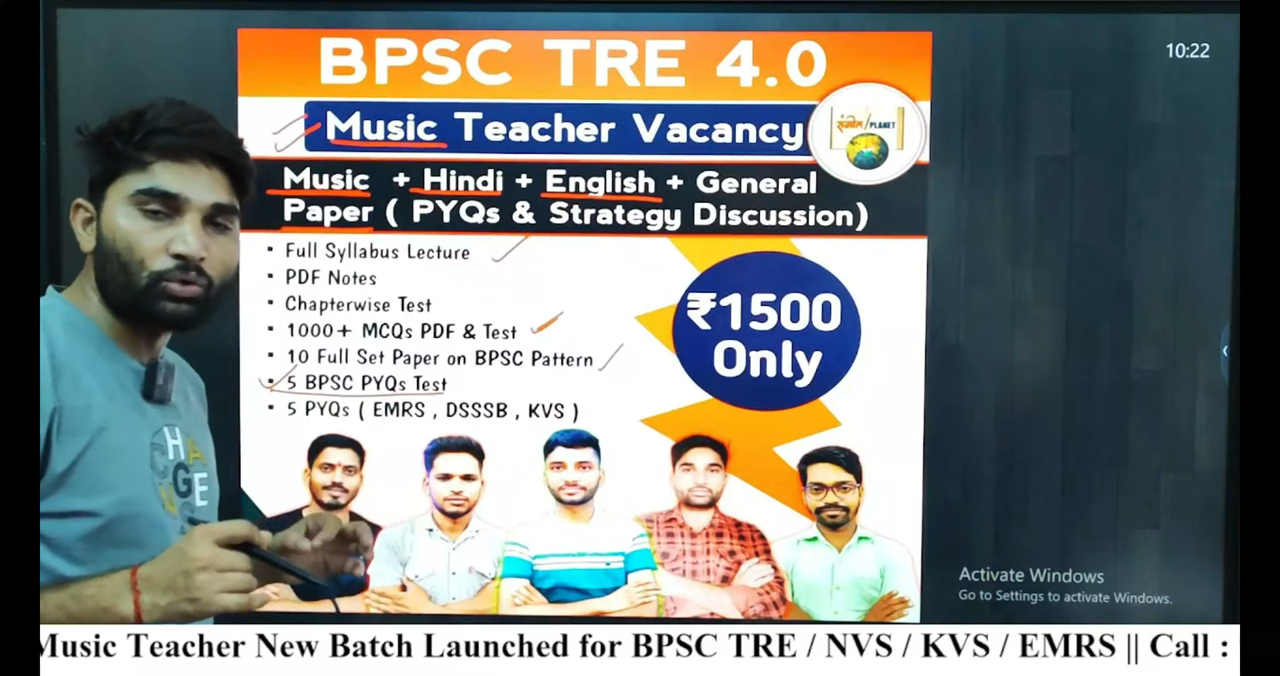 BPSC TRE 4.0
10:22
Music Teacher Vacancy
संगीत / PLANET
Music + Hindi + English + General
Paper ( PYQs & Strategy Discussion)
▪ Full Syllabus Lecture
▪ PDF Notes
▪ Chapterwise Test
▪ 1000+ MCQs PDF & Test
▪ 10 Full Set Paper on BPSC Pattern
▪ 5 BPSC PYQs Test
▪ 5 PYQs ( EMRS , DSSSB , KVS )
₹1500
Only
CHA
GE
Activate Windows
Go to Settings to activate Windows.
Music Teacher New Batch Launched for BPSC TRE / NVS / KVS / EMRS || Call :